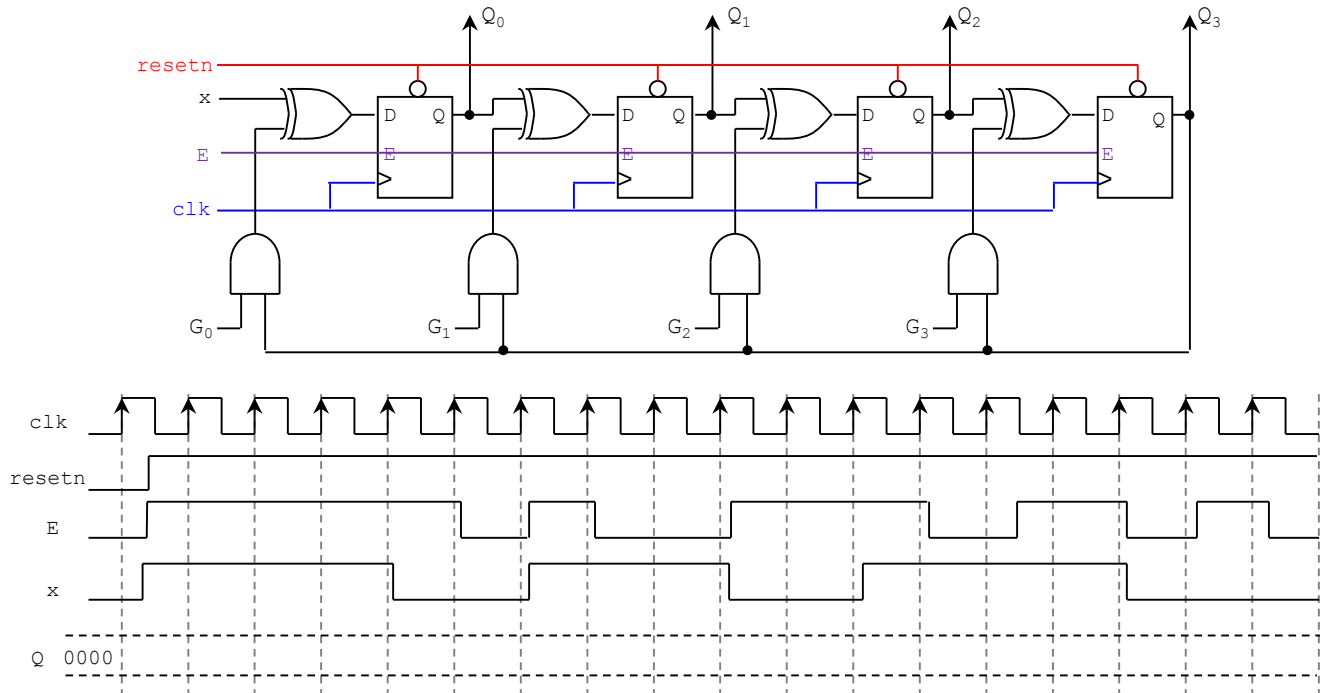 Q0 Q1 Q2 Q3
resetn
x
D Q D Q D Q D Q
E E E E E
clk
G0 G1 G2 G3
clk
resetn
E
x
Q 0000